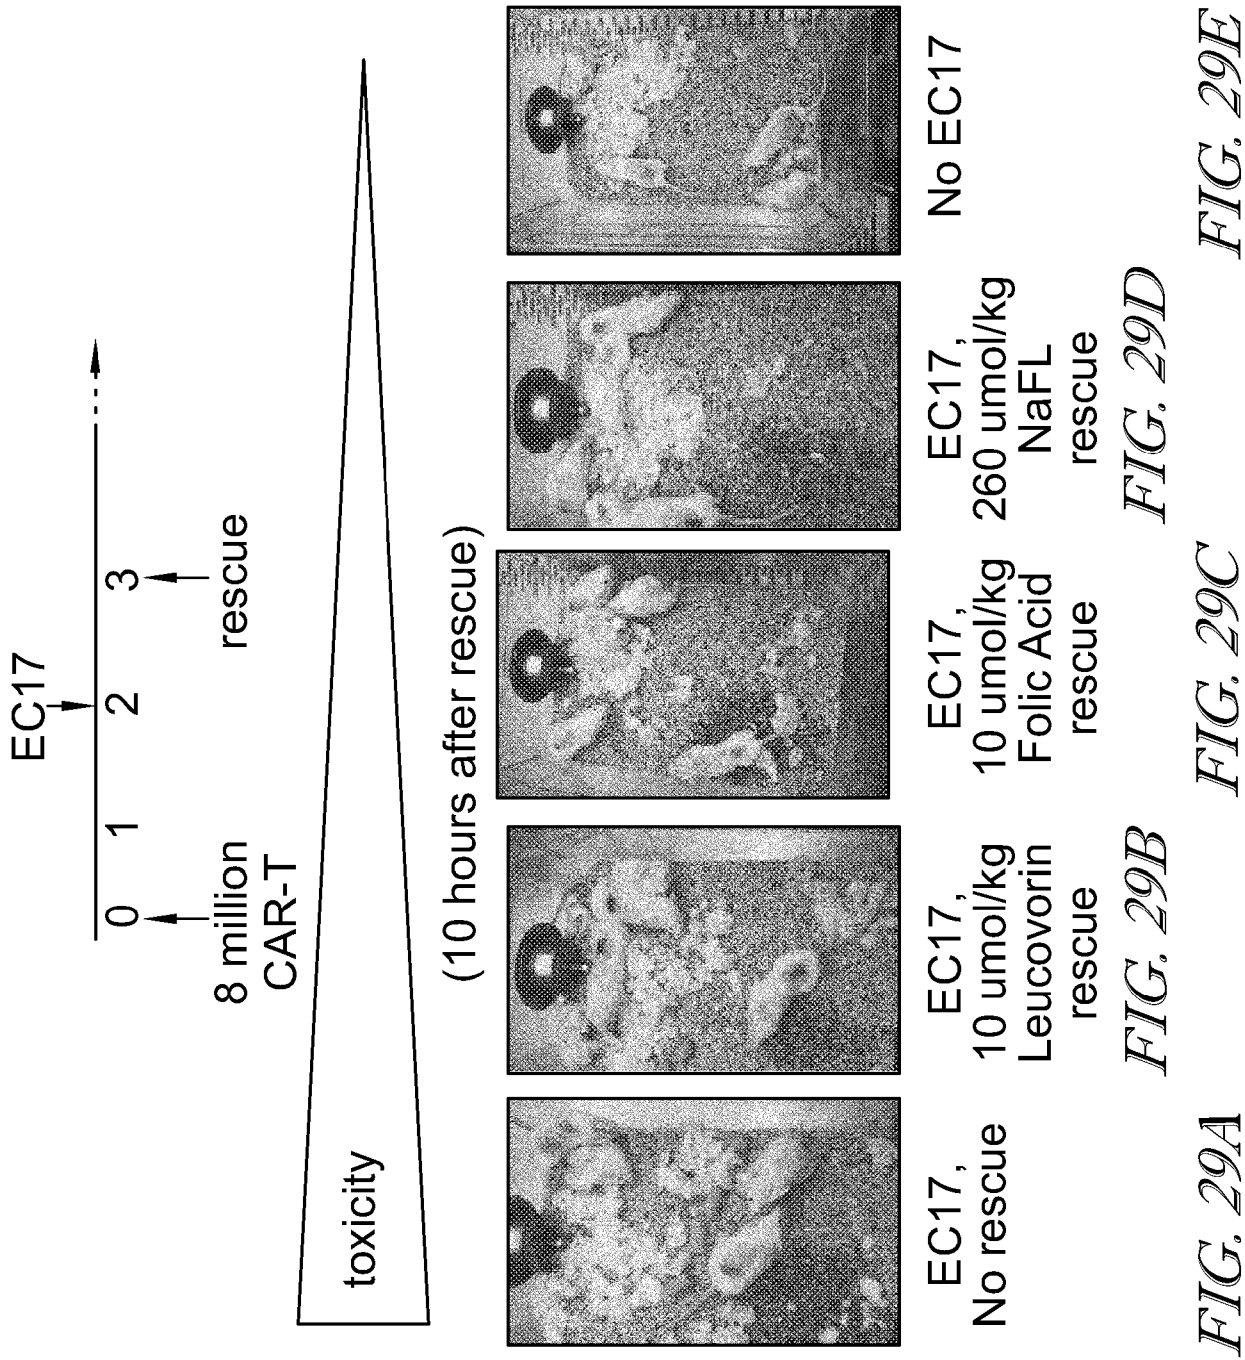 EC17
0 1 2 3
8 million
CAR-T
rescue
toxicity
(10 hours after rescue)
EC17,
No rescue
FIG. 29A
EC17,
10 umol/kg
Leucovorin
rescue
FIG. 29B
EC17,
10 umol/kg
Folic Acid
rescue
FIG. 29C
EC17,
260 umol/kg
NaFL
rescue
FIG. 29D
No EC17
FIG. 29E